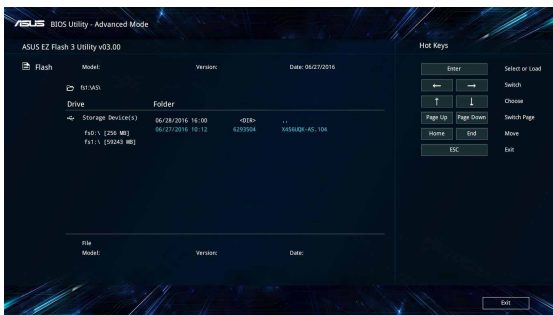 ASUS BIOS Utility - Advanced Mode
ASUS EZ Flash 3 Utility v03.00
Hot Keys
Flash
Model: Version: Date: 06/27/2016
fs1:\AS\
Drive Folder
Storage Device(s)
fs0:\ [256 MB]
fs1:\ [59243 MB]
06/28/2016 16:00 <DIR> ..
06/27/2016 10:12 6293504 X456UQK-AS.104
Enter Select or Load
← → Switch
↑ ↓ Choose
Page Up Page Down Switch Page
Home End Move
ESC Exit
File
Model: Version: Date:
Exit